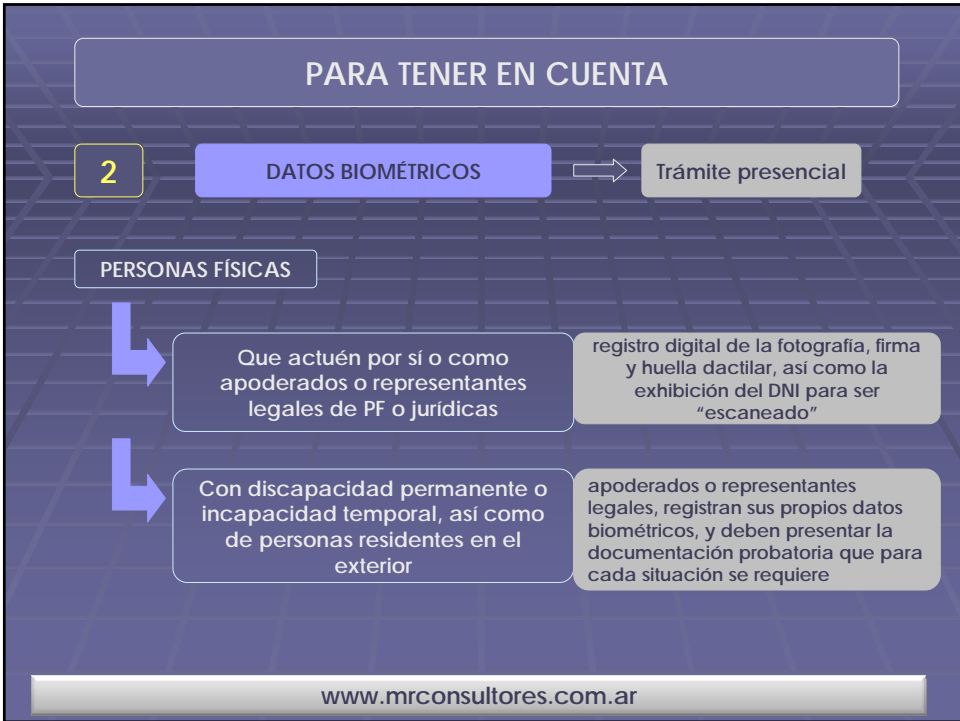 PARA TENER EN CUENTA
2
DATOS BIOMÉTRICOS
Trámite presencial
PERSONAS FÍSICAS
Que actuén por sí o como
apoderados o representantes
legales de PF o jurídicas
registro digital de la fotografía, firma
y huella dactilar, así como la
exhibición del DNI para ser
“escaneado”
Con discapacidad permanente o
incapacidad temporal, así como
de personas residentes en el
exterior
apoderados o representantes
legales, registran sus propios datos
biométricos, y deben presentar la
documentación probatoria que para
cada situación se requiere
www.mrconsultores.com.ar